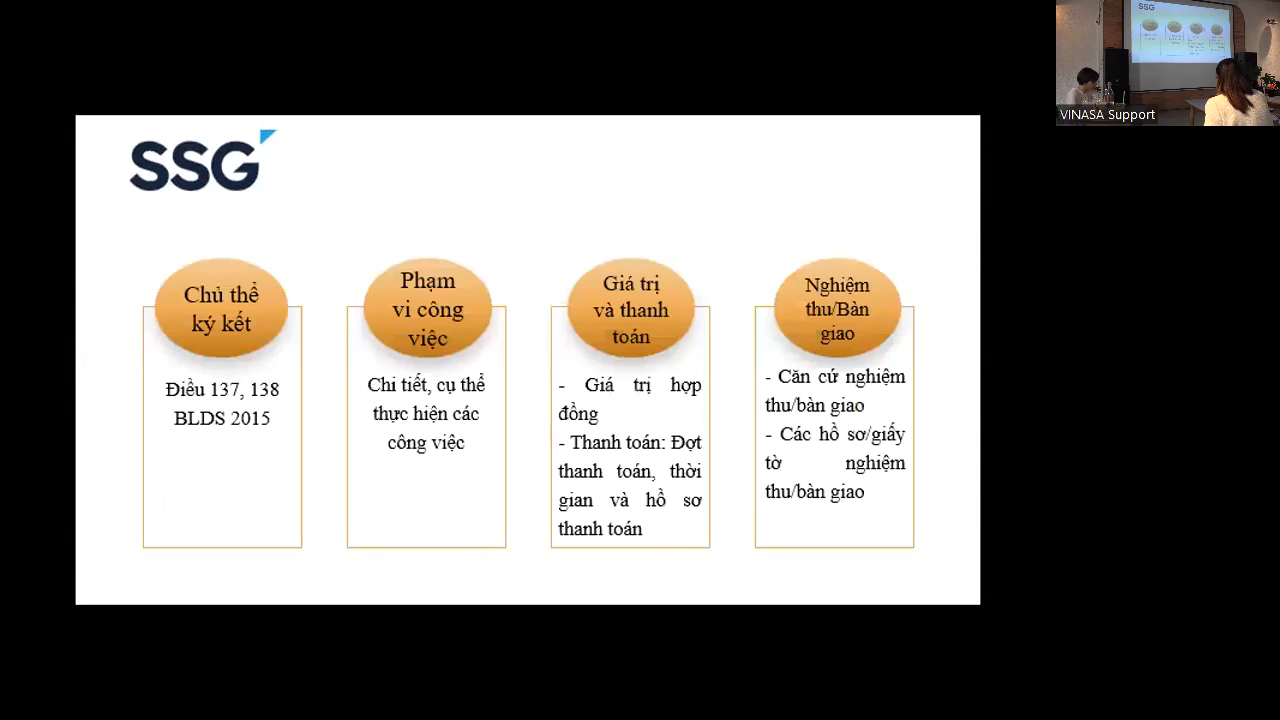 SSG
VINASA Support
SSG
Chủ thể
ký kết
Điều 137, 138
BLDS 2015
Phạm
vi công
việc
Chi tiết, cụ thể
thực hiện các
công việc
Giá trị
và thanh
toán
- Giá trị hợp
đồng
- Thanh toán: Đợt
thanh toán, thời
gian và hồ sơ
thanh toán
Nghiệm
thu/Bàn
giao
- Căn cứ nghiệm
thu/bàn giao
- Các hồ sơ/giấy
tờ nghiệm
thu/bàn giao